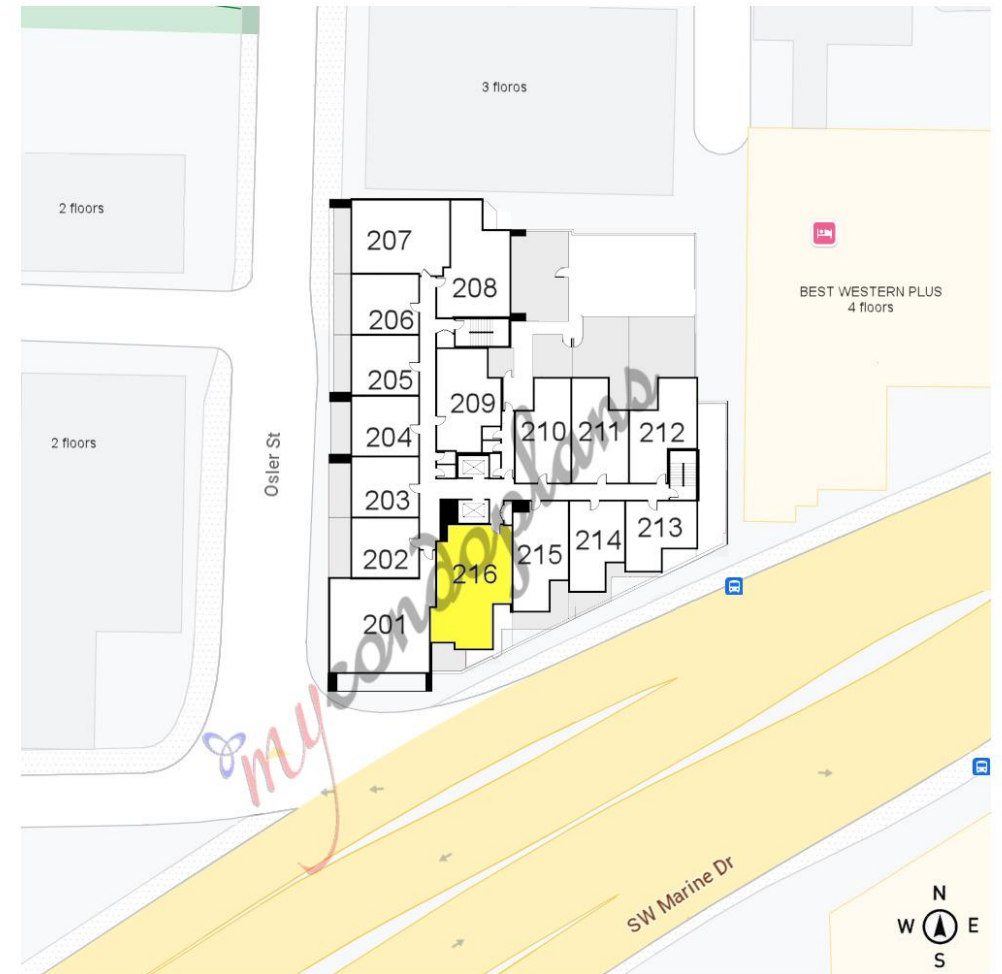 3 floros
2 floors
207
208
BEST WESTERN PLUS
4 floors
206
205
209
204
210
211
212
2 floors
Osler St
203
215
214
213
202
216
201
mycondoplans
SW Marine Dr
N
W
E
S